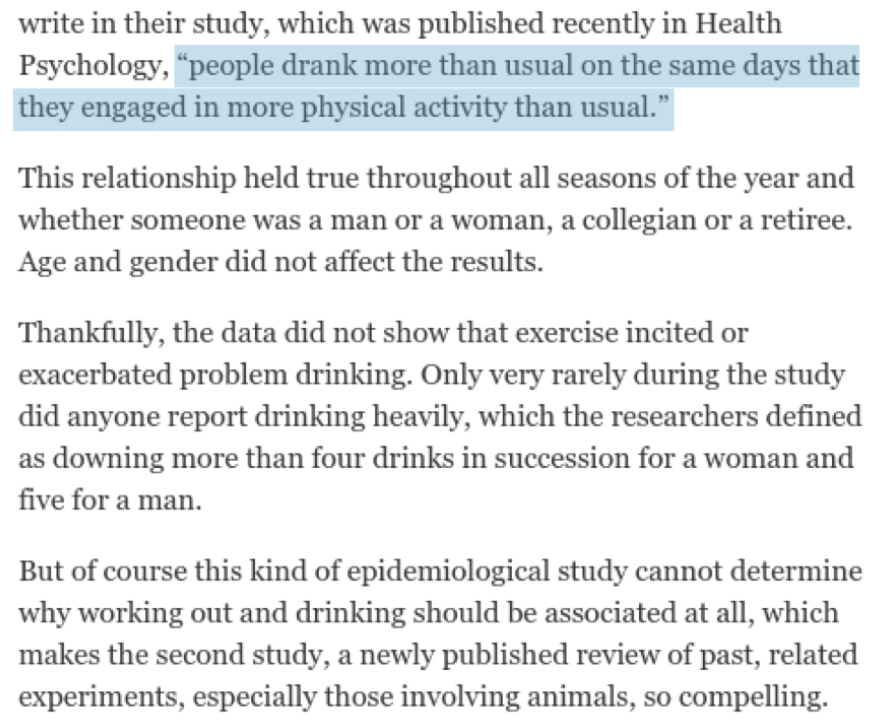 write in their study, which was published recently in Health
Psychology, “people drank more than usual on the same days that
they engaged in more physical activity than usual.”
This relationship held true throughout all seasons of the year and
whether someone was a man or a woman, a collegian or a retiree.
Age and gender did not affect the results.
Thankfully, the data did not show that exercise incited or
exacerbated problem drinking. Only very rarely during the study
did anyone report drinking heavily, which the researchers defined
as downing more than four drinks in succession for a woman and
five for a man.
But of course this kind of epidemiological study cannot determine
why working out and drinking should be associated at all, which
makes the second study, a newly published review of past, related
experiments, especially those involving animals, so compelling.